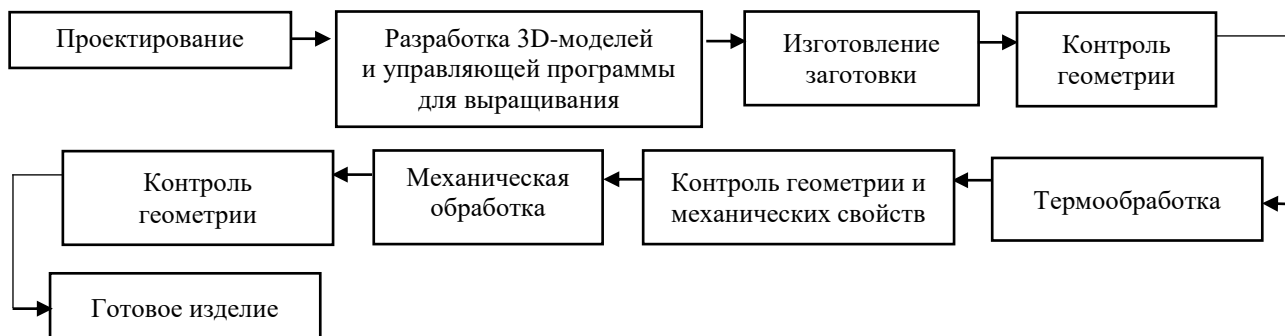 Проектирование
Разработка 3D-моделей
и управляющей программы
для выращивания
Изготовление
заготовки
Контроль
геометрии
Термообработка
Контроль геометрии и
механических свойств
Механическая
обработка
Контроль
геометрии
Готовое изделие